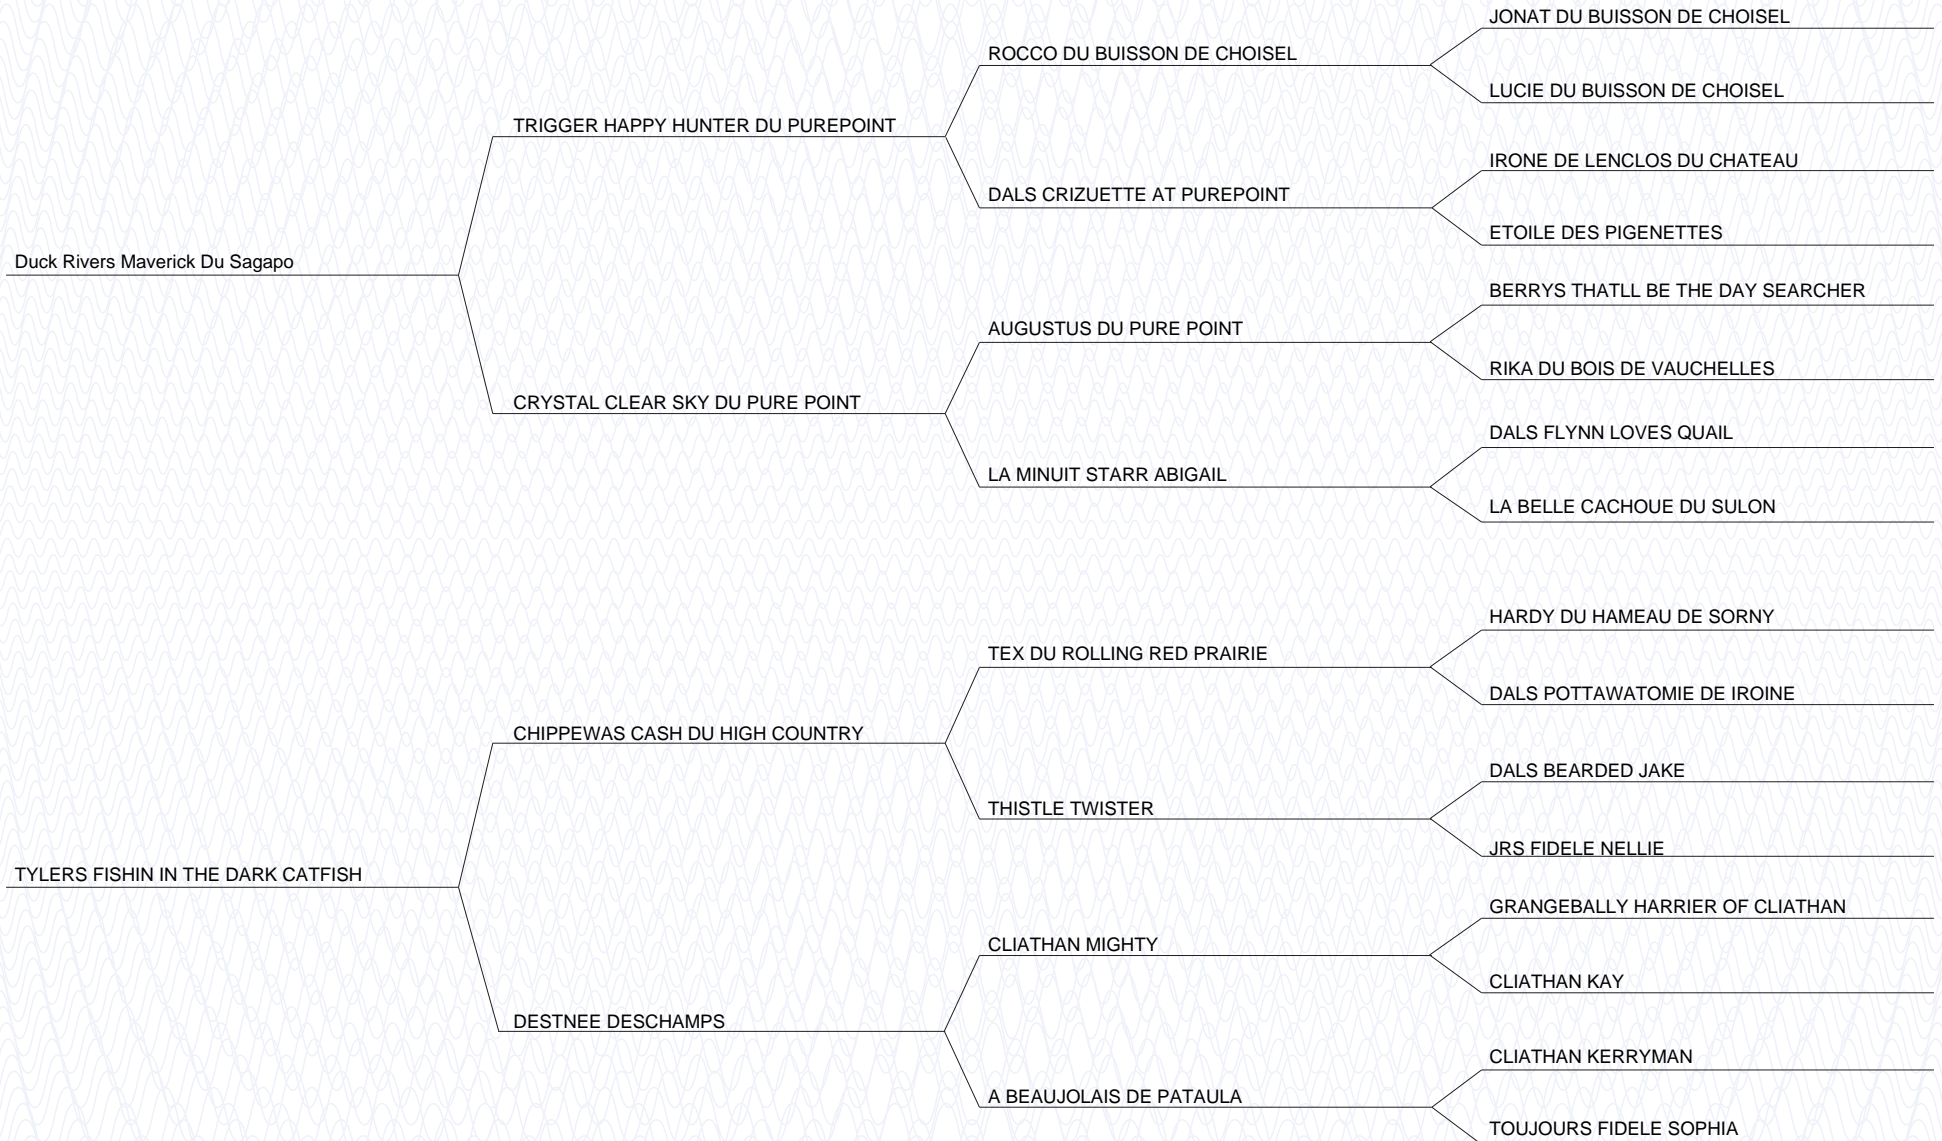 JONAT DU BUISSON DE CHOISEL
ROCCO DU BUISSON DE CHOISEL
LUCIE DU BUISSON DE CHOISEL
TRIGGER HAPPY HUNTER DU PUREPOINT
IRONE DE LENCLOS DU CHATEAU
DALS CRIZUETTE AT PUREPOINT
ETOILE DES PIGENETTES
Duck Rivers Maverick Du Sagapo
BERRYS THATLL BE THE DAY SEARCHER
AUGUSTUS DU PURE POINT
RIKA DU BOIS DE VAUCHELLES
CRYSTAL CLEAR SKY DU PURE POINT
DALS FLYNN LOVES QUAIL
LA MINUIT STARR ABIGAIL
LA BELLE CACHOUE DU SULON
HARDY DU HAMEAU DE SORNY
TEX DU ROLLING RED PRAIRIE
DALS POTTAWATOMIE DE IROINE
CHIPPEWAS CASH DU HIGH COUNTRY
DALS BEARDED JAKE
THISTLE TWISTER
JRS FIDELE NELLIE
TYLERS FISHIN IN THE DARK CATFISH
GRANGEBALLY HARRIER OF CLIATHAN
CLIATHAN MIGHTY
CLIATHAN KAY
DESTNEE DESCHAMPS
CLIATHAN KERRYMAN
A BEAUJOLAIS DE PATAULA
TOUJOURS FIDELE SOPHIA